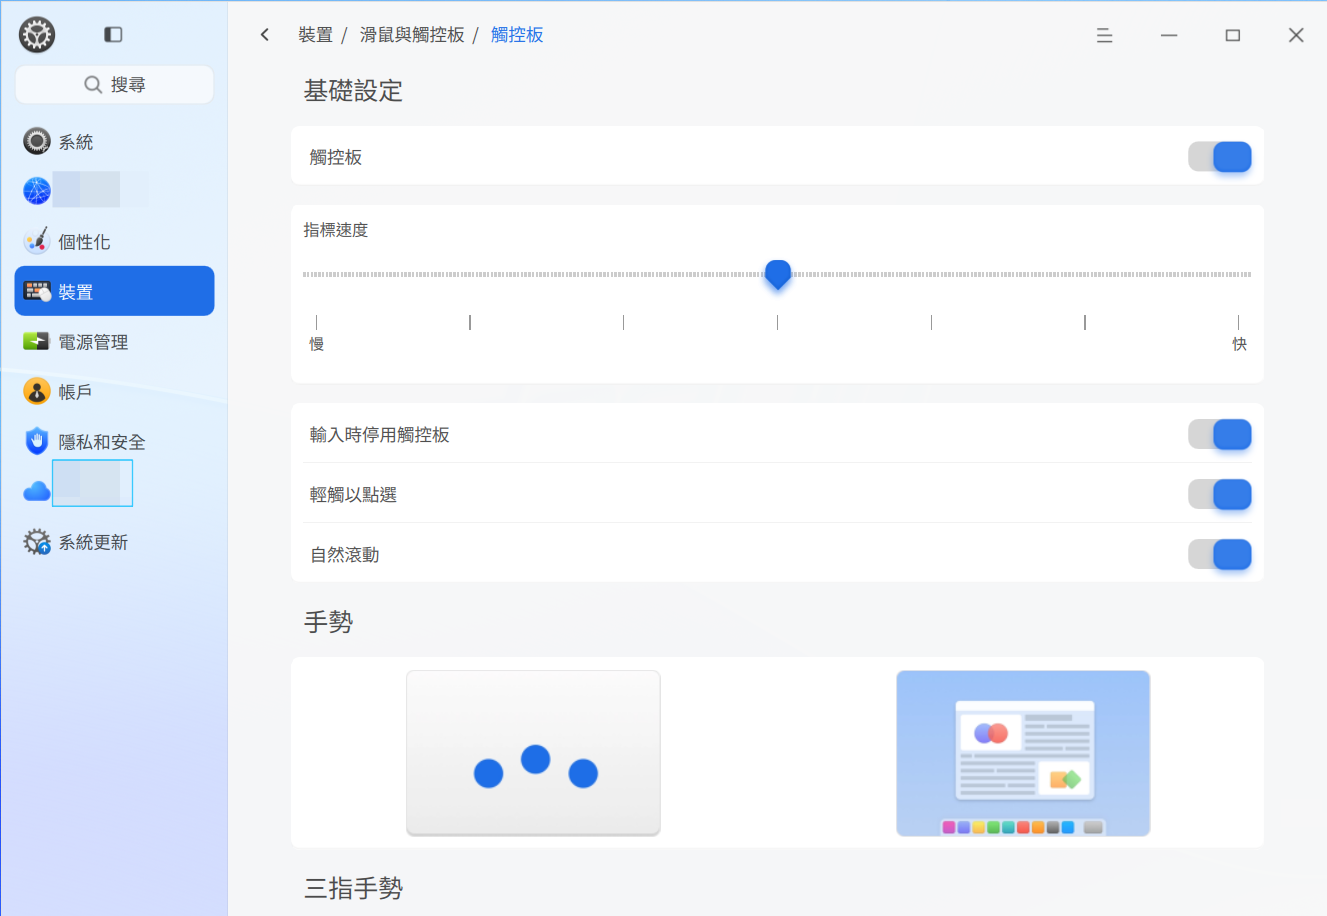 裝置 / 滑鼠與觸控板 / 觸控板
搜尋
系統
個性化
裝置
電源管理
帳戶
隱私和安全
系統更新
基礎設定
觸控板
指標速度
慢
快
輸入時停用觸控板
輕觸以點選
自然滾動
手勢
三指手勢